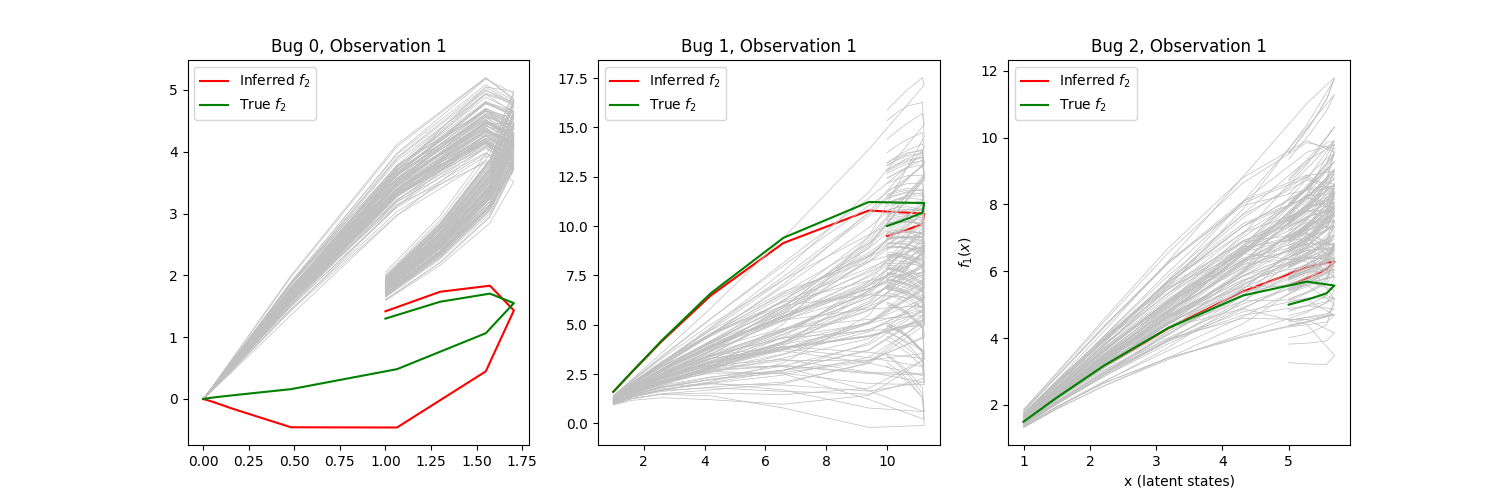 Bug 0, Observation 1
Inferred f₂
True f₂
5
4
3
2
1
0
0.00 0.25 0.50 0.75 1.00 1.25 1.50 1.75
Bug 1, Observation 1
Inferred f₂
True f₂
17.5
15.0
12.5
10.0
7.5
5.0
2.5
0.0
2 4 6 8 10
Bug 2, Observation 1
Inferred f₂
True f₂
12
10
8
6
4
2
f₁(x)
1 2 3 4 5
x (latent states)